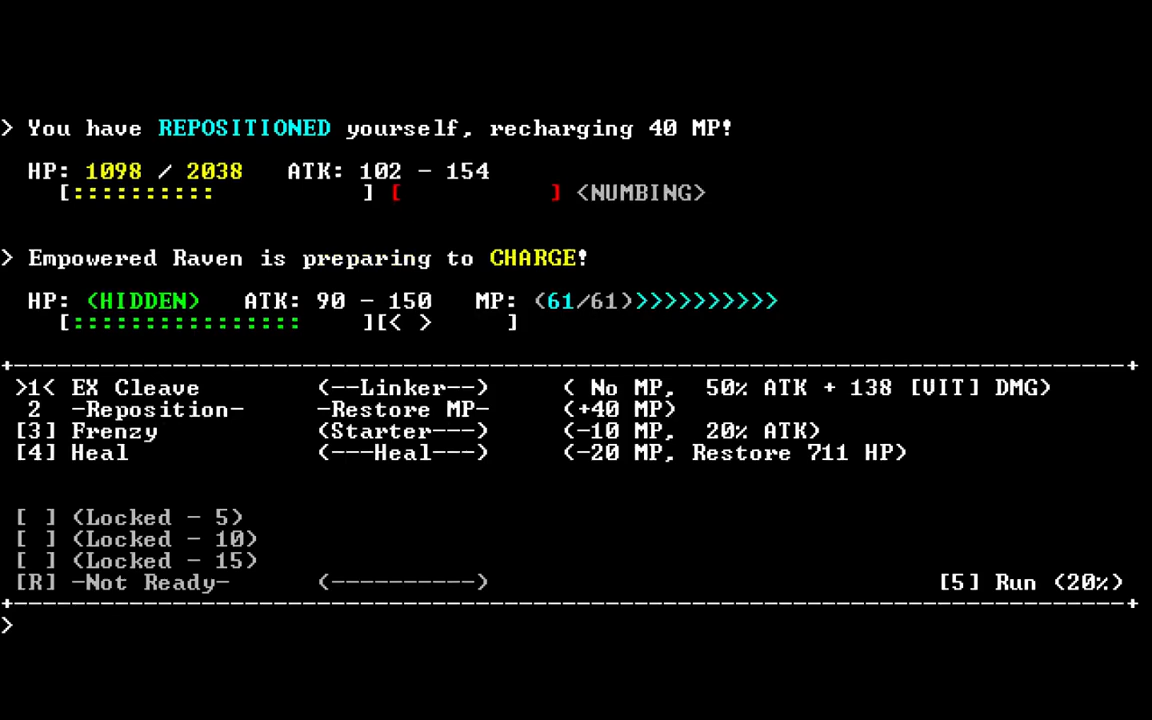 > You have REPOSITIONED yourself, recharging 40 MP!
HP: 1098 / 2038   ATK: 102 - 154
[::::::::::          ] [          ] <NUMBING>
> Empowered Raven is preparing to CHARGE!
HP: (HIDDEN)   ATK: 90 - 150   MP: (61/61)>>>>>>>>>>
[::::::::::::::::    ][< >     ]
+------------------------------------------------------------------------------+
>1< EX Cleave        (--Linker--)     ( No MP,  50% ATK + 138 [VIT] DMG)
2  -Reposition-     -Restore MP-     (+40 MP)
[3] Frenzy           (Starter---)     (-10 MP,  20% ATK)
[4] Heal             (---Heal---)     (-20 MP, Restore 711 HP)
[ ] (Locked - 5)
[ ] (Locked - 10)
[ ] (Locked - 15)
[R] -Not Ready-      (----------)                               [5] Run (20%)
+------------------------------------------------------------------------------+
>